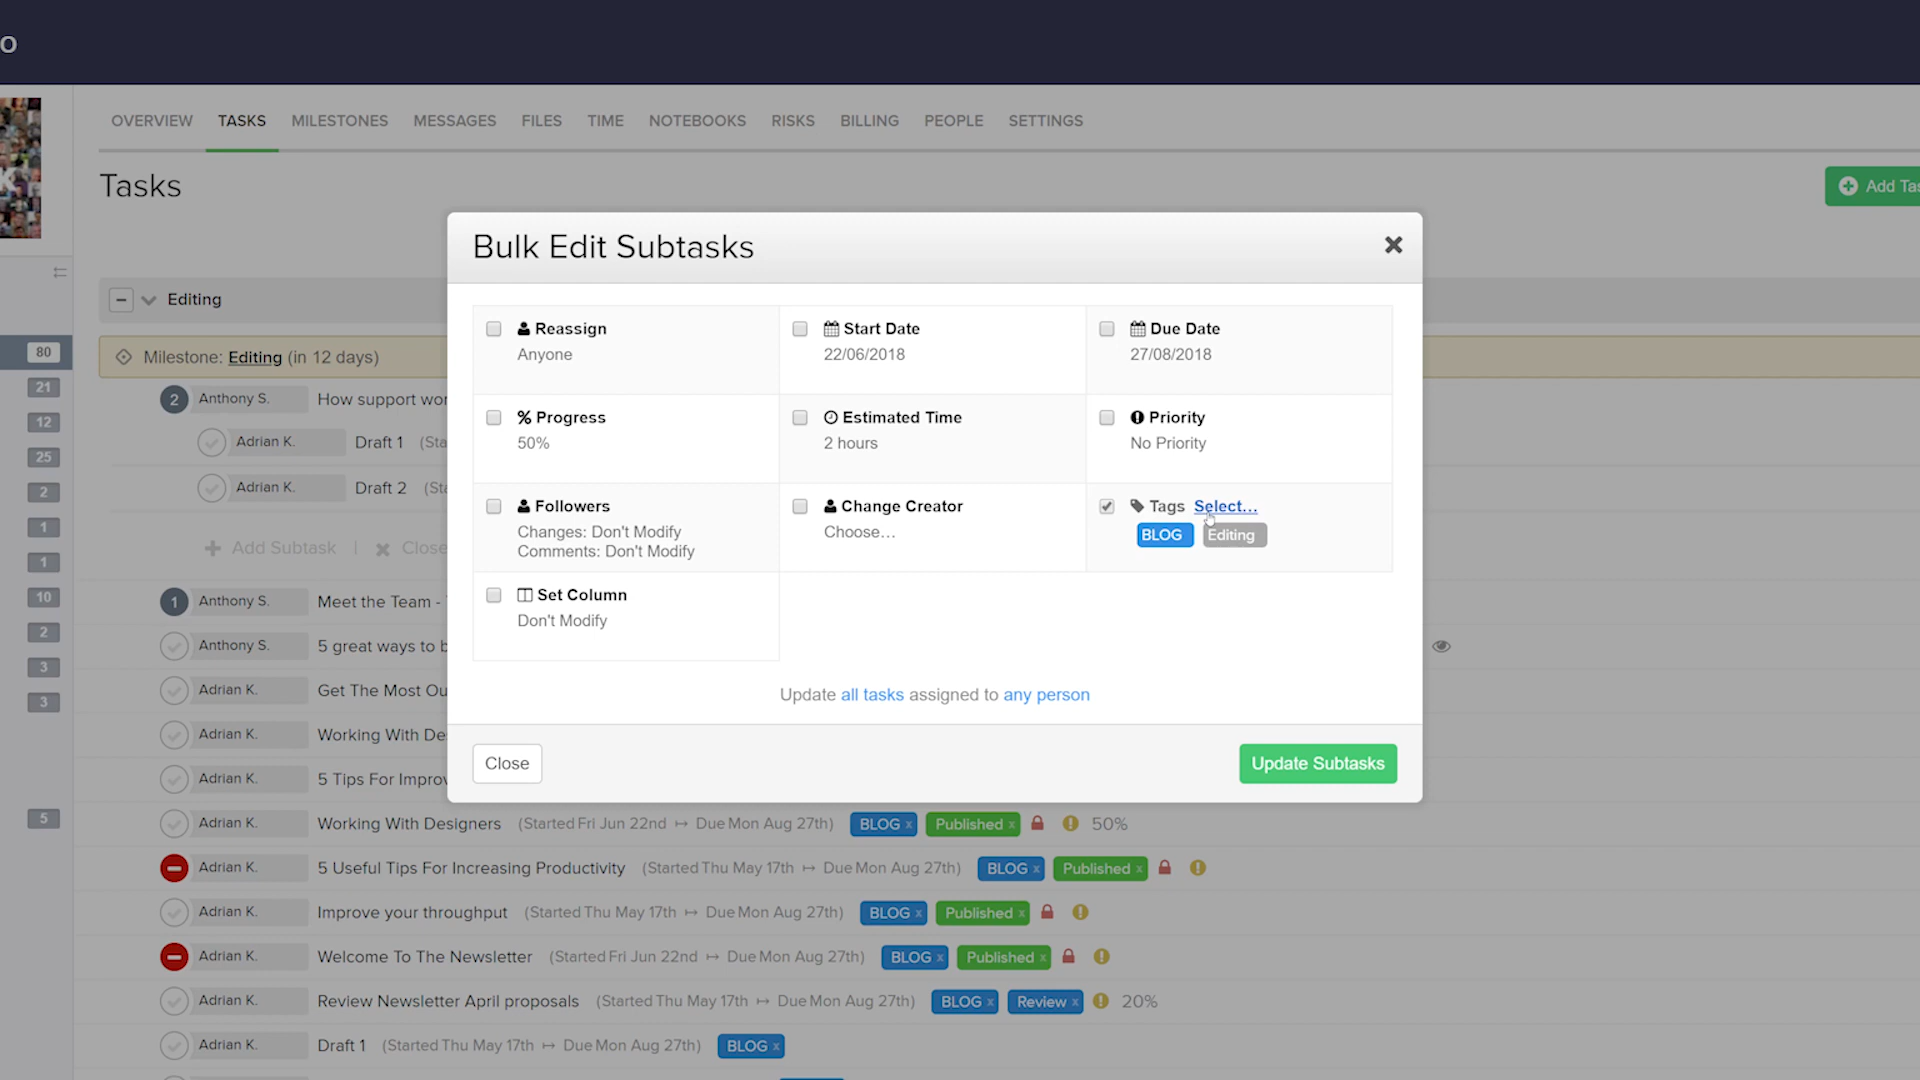 o
OVERVIEW TASKS MILESTONES MESSAGES FILES TIME NOTEBOOKS RISKS BILLING PEOPLE SETTINGS
Tasks
Add Tas
Bulk Edit Subtasks
Editing
Reassign
Anyone
Start Date
22/06/2018
Due Date
27/08/2018
Progress
50%
Estimated Time
2 hours
Priority
No Priority
Followers
Changes: Don't Modify
Comments: Don't Modify
Change Creator
Choose...
Tags Select...
BLOG Editing
Set Column
Don't Modify
Update all tasks assigned to any person
Close Update Subtasks
80
21
12
25
2
1
1
10
2
3
3
5
Milestone: Editing (in 12 days)
2 Anthony S. How support wor
Adrian K. Draft 1 (Sta
Adrian K. Draft 2 (Sta
Add Subtask | Close
1 Anthony S. Meet the Team -
Anthony S. 5 great ways to b
Adrian K. Get The Most Ou
Adrian K. Working With De
Adrian K. 5 Tips For Improv
Adrian K. Working With Designers (Started Fri Jun 22nd ↦ Due Mon Aug 27th) BLOG x Published x 50%
Adrian K. 5 Useful Tips For Increasing Productivity (Started Thu May 17th ↦ Due Mon Aug 27th) BLOG x Published x
Adrian K. Improve your throughput (Started Thu May 17th ↦ Due Mon Aug 27th) BLOG x Published x
Adrian K. Welcome To The Newsletter (Started Fri Jun 22nd ↦ Due Mon Aug 27th) BLOG x Published x
Adrian K. Review Newsletter April proposals (Started Thu May 17th ↦ Due Mon Aug 27th) BLOG x Review x 20%
Adrian K. Draft 1 (Started Thu May 17th ↦ Due Mon Aug 27th) BLOG x